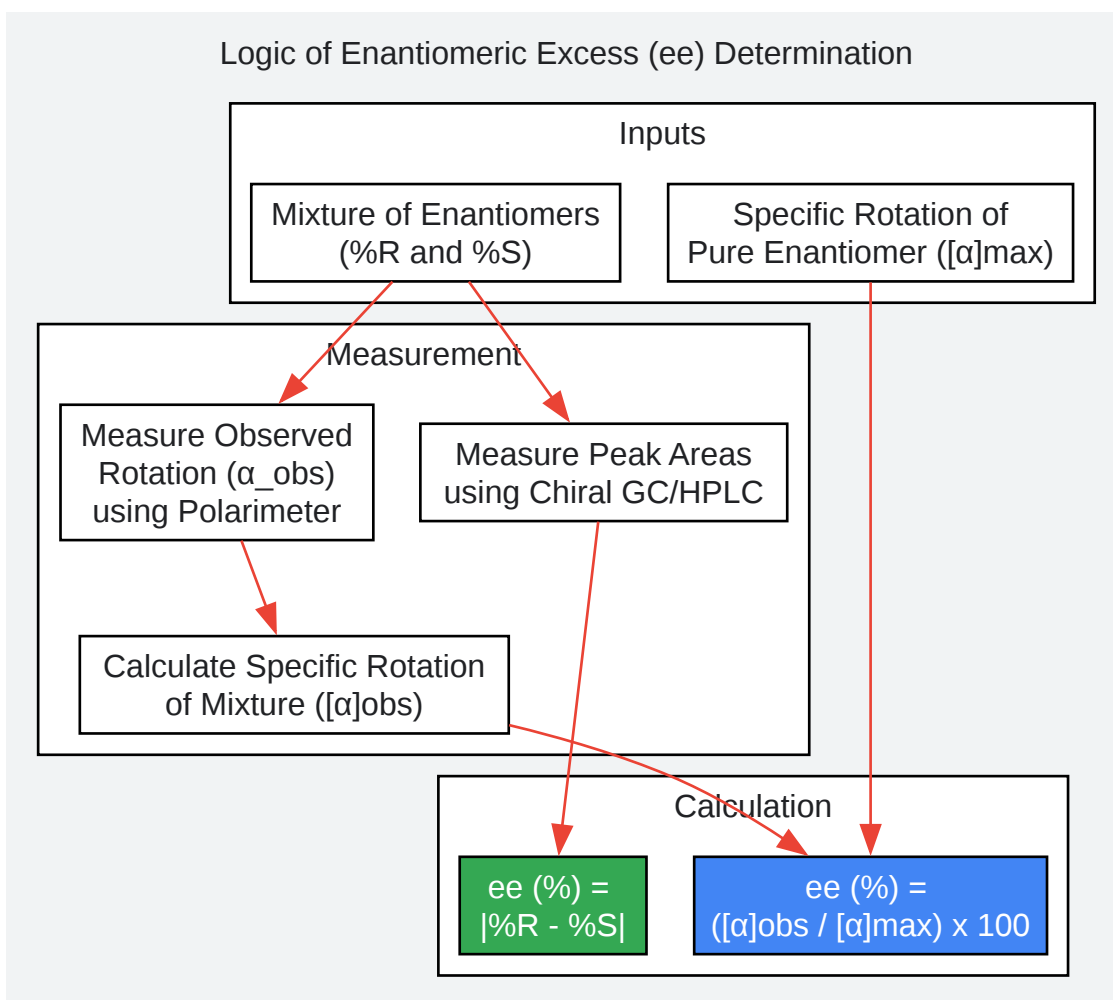 Logic of Enantiomeric Excess (ee) Determination
Inputs
Mixture of Enantiomers
(%R and %S)
Specific Rotation of
Pure Enantiomer ([α]max)
Measurement
Measure Observed
Rotation (α_obs)
using Polarimeter
Measure Peak Areas
using Chiral GC/HPLC
Calculate Specific Rotation
of Mixture ([α]obs)
Calculation
ee (%) =
|%R - %S|
ee (%) =
([α]obs / [α]max) x 100